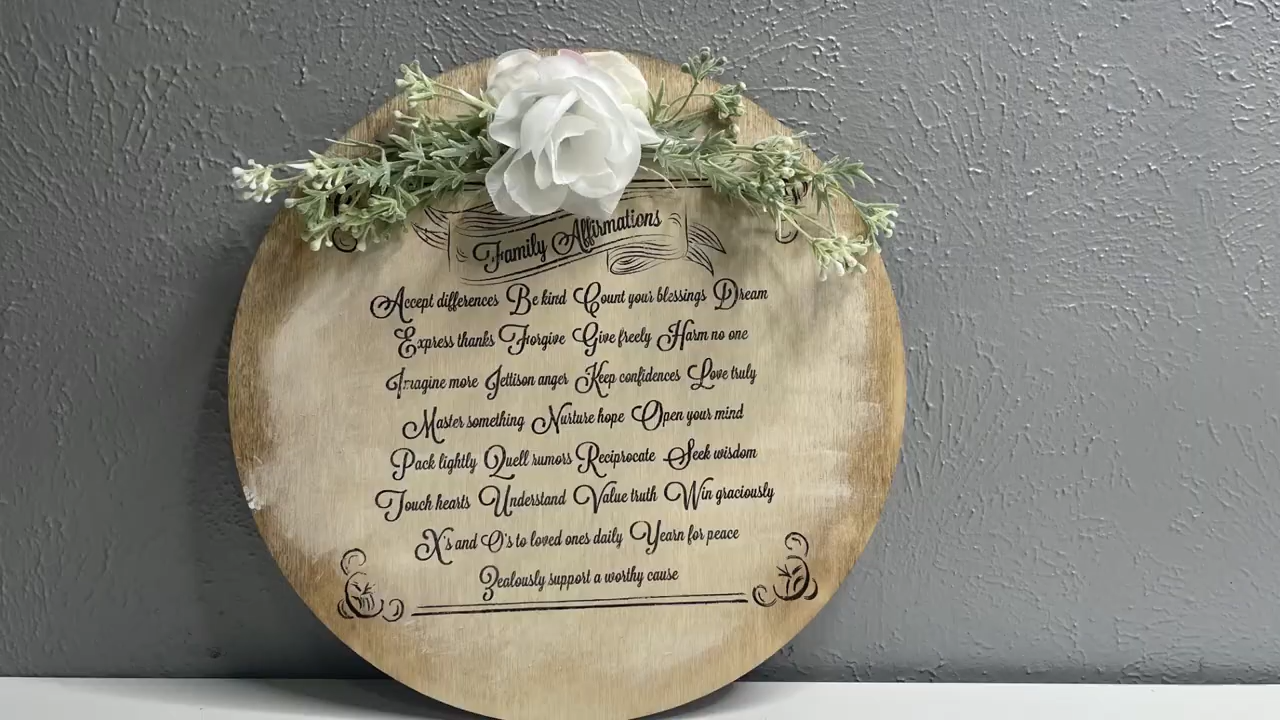 Family Affirmations
Accept differences Be kind Count your blessings Dream
Express thanks Forgive Give freely Harm no one
Imagine more Jettison anger Keep confidences Love truly
Master something Nurture hope Open your mind
Pack lightly Quell rumors Reciprocate Seek wisdom
Touch hearts Understand Value truth Win graciously
X's and O's to loved ones daily Yearn for peace
Zealously support a worthy cause